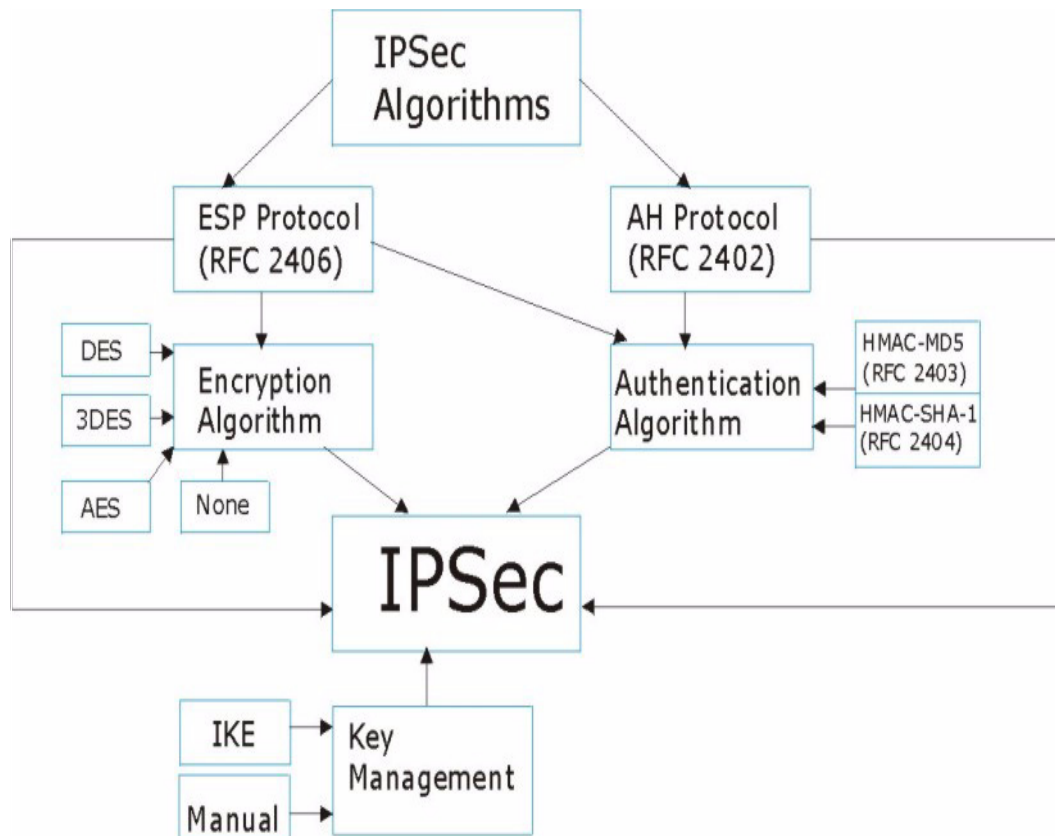 IPSec
Algorithms
ESP Protocol
(RFC 2406)
AH Protocol
(RFC 2402)
DES
3DES
AES
None
Encryption
Algorithm
Authentication
Algorithm
HMAC-MD5
(RFC 2403)
HMAC-SHA-1
(RFC 2404)
IPSec
IKE
Manual
Key
Management